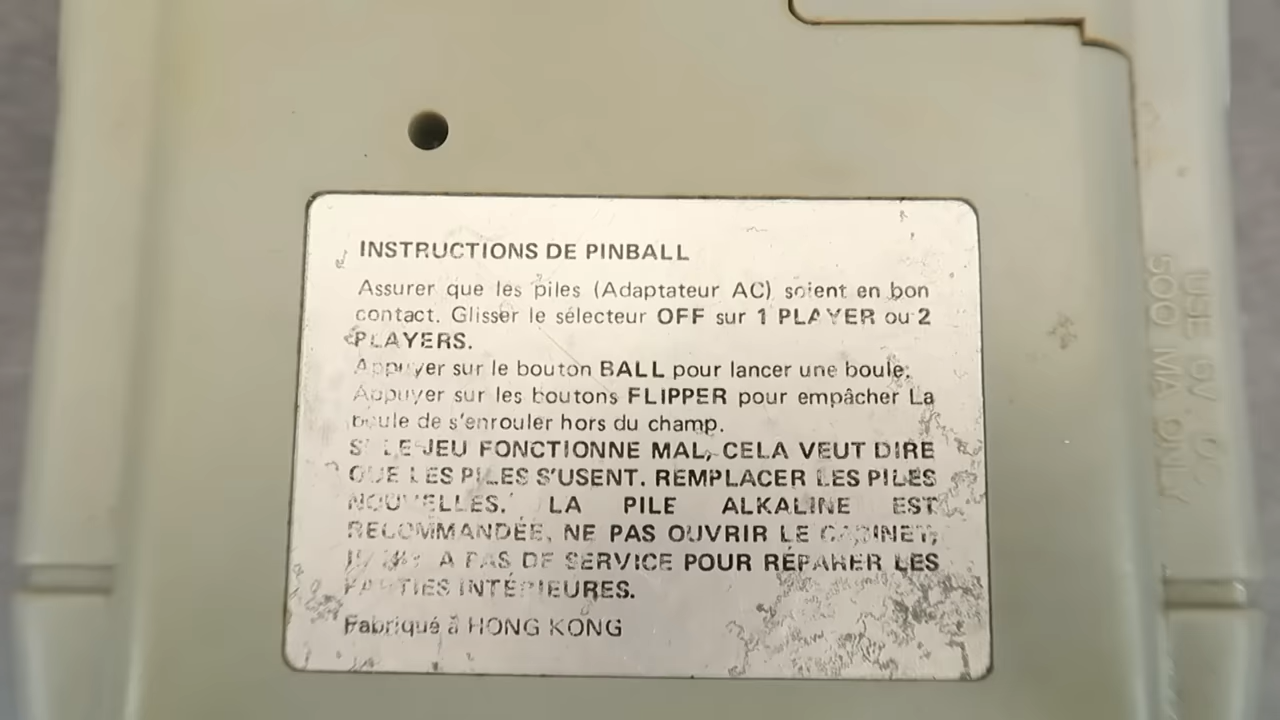 INSTRUCTIONS DE PINBALL
Assurer que les piles (Adaptateur AC) soient en bon
contact. Glisser le sélecteur OFF sur 1 PLAYER ou 2
PLAYERS.
Appuyer sur le bouton BALL pour lancer une boule.
Appuyer sur les boutons FLIPPER pour empâcher La
boule de s'enrouler hors du champ.
SI LE JEU FONCTIONNE MAL, CELA VEUT DIRE
QUE LES PILES S'USENT. REMPLACER LES PILES
NOUVELLES. LA PILE ALKALINE EST
RECOMMANDÉE, NE PAS OUVRIR LE CABINET,
A PAS DE SERVICE POUR RÉPARER LES
PARTIES INTÉRIEURES.
Fabriqué à HONG KONG
USE 6V
500 MA ONLY